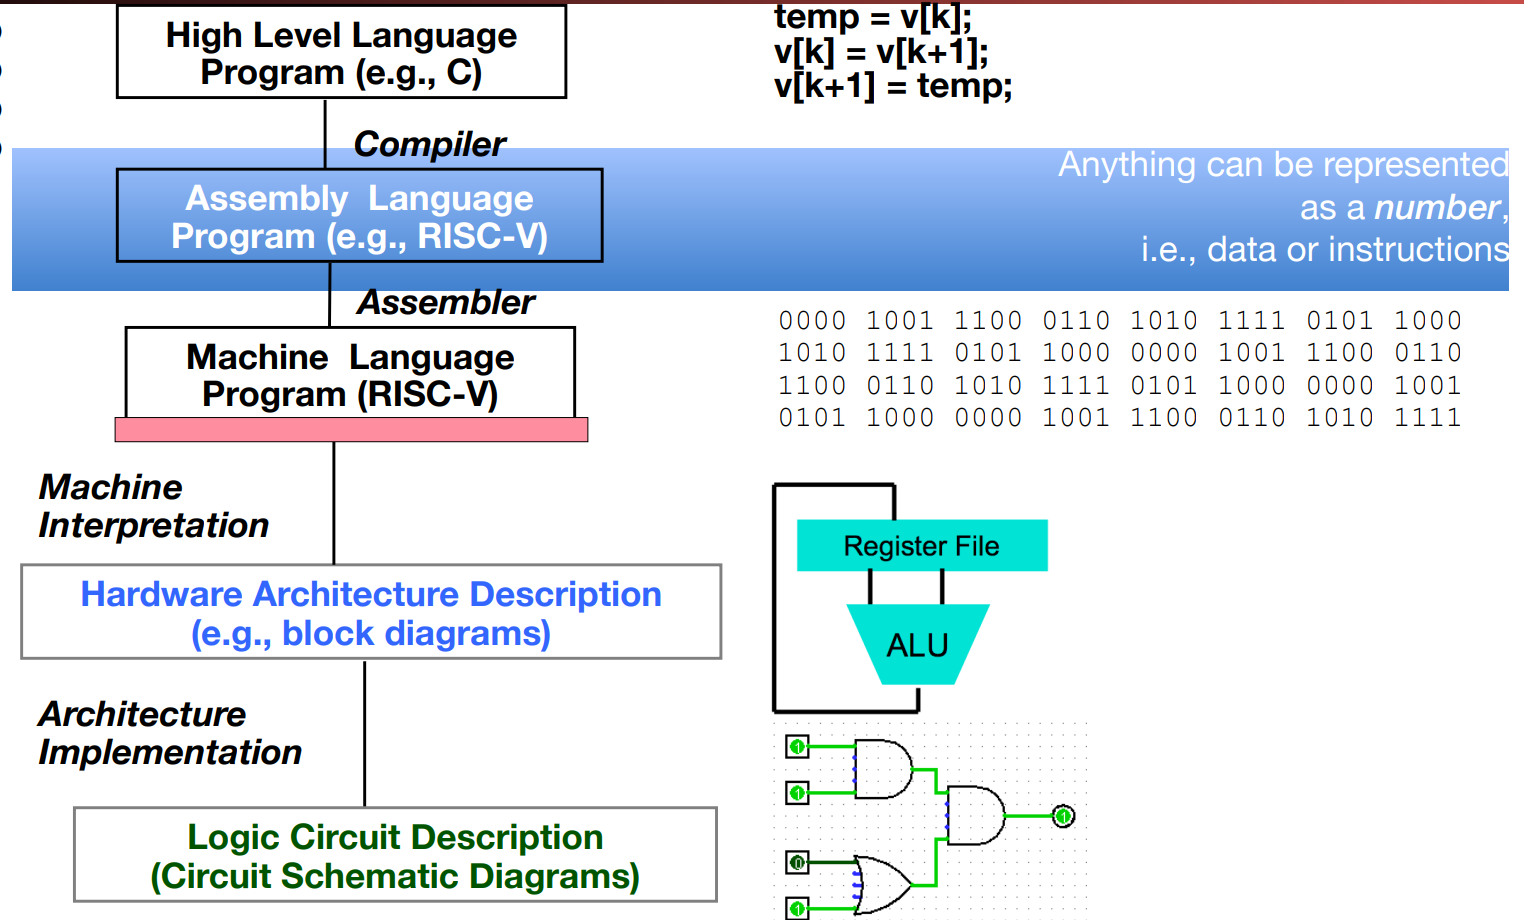 High Level Language
Program (e.g., C)
temp = v[k];
v[k] = v[k+1];
v[k+1] = temp;
Compiler
Assembly Language
Program (e.g., RISC-V)
Anything can be represented
as a number,
i.e., data or instructions
Assembler
Machine Language
Program (RISC-V)
0000 1001 1100 0110 1010 1111 0101 1000
1010 1111 0101 1000 0000 1001 1100 0110
1100 0110 1010 1111 0101 1000 0000 1001
0101 1000 0000 1001 1100 0110 1010 1111
Machine
Interpretation
Register File
ALU
Hardware Architecture Description
(e.g., block diagrams)
Architecture
Implementation
1
1
1
0
1
Logic Circuit Description
(Circuit Schematic Diagrams)